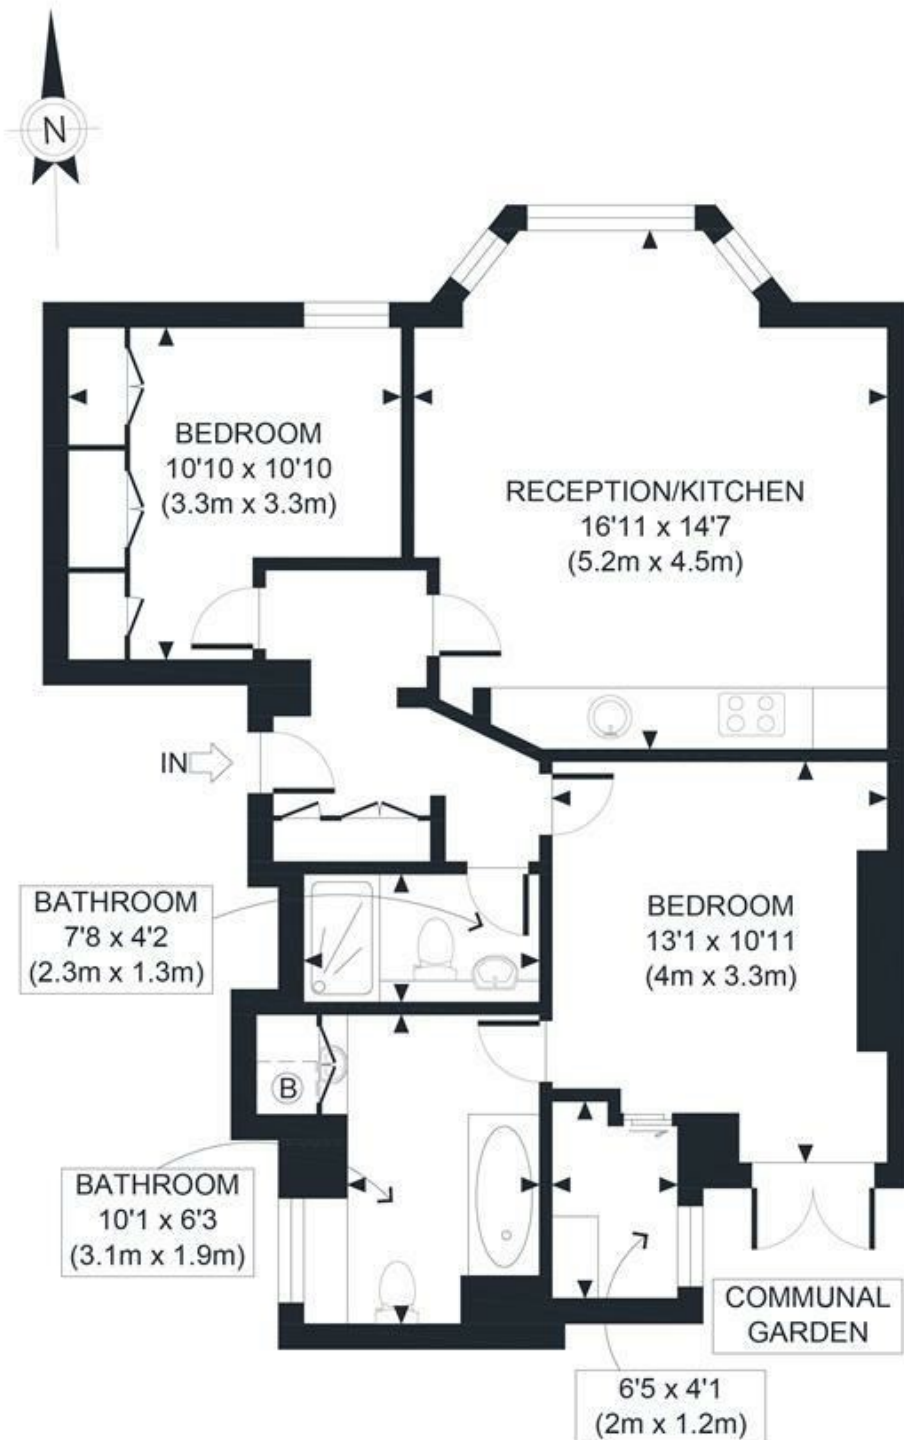 N
BEDROOM
10'10 x 10'10
(3.3m x 3.3m)
RECEPTION/KITCHEN
16'11 x 14'7
(5.2m x 4.5m)
IN
BATHROOM
7'8 x 4'2
(2.3m x 1.3m)
BEDROOM
13'1 x 10'11
(4m x 3.3m)
B
BATHROOM
10'1 x 6'3
(3.1m x 1.9m)
COMMUNAL
GARDEN
6'5 x 4'1
(2m x 1.2m)